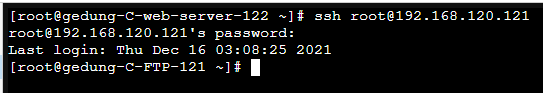 [root@gedung-C-web-server-122 ~]# ssh root@192.168.120.121
root@192.168.120.121's password:
Last login: Thu Dec 16 03:08:25 2021
[root@gedung-C-FTP-121 ~]#